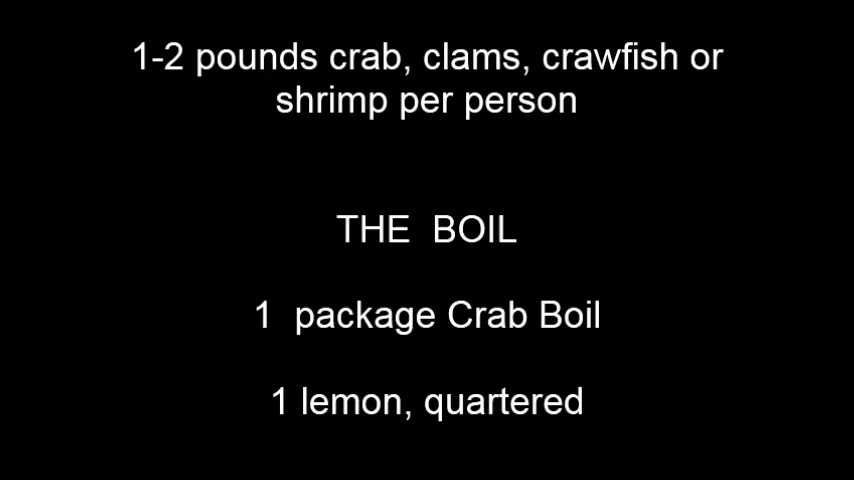 1-2 pounds crab, clams, crawfish or
shrimp per person
THE BOIL
1 package Crab Boil
1 lemon, quartered